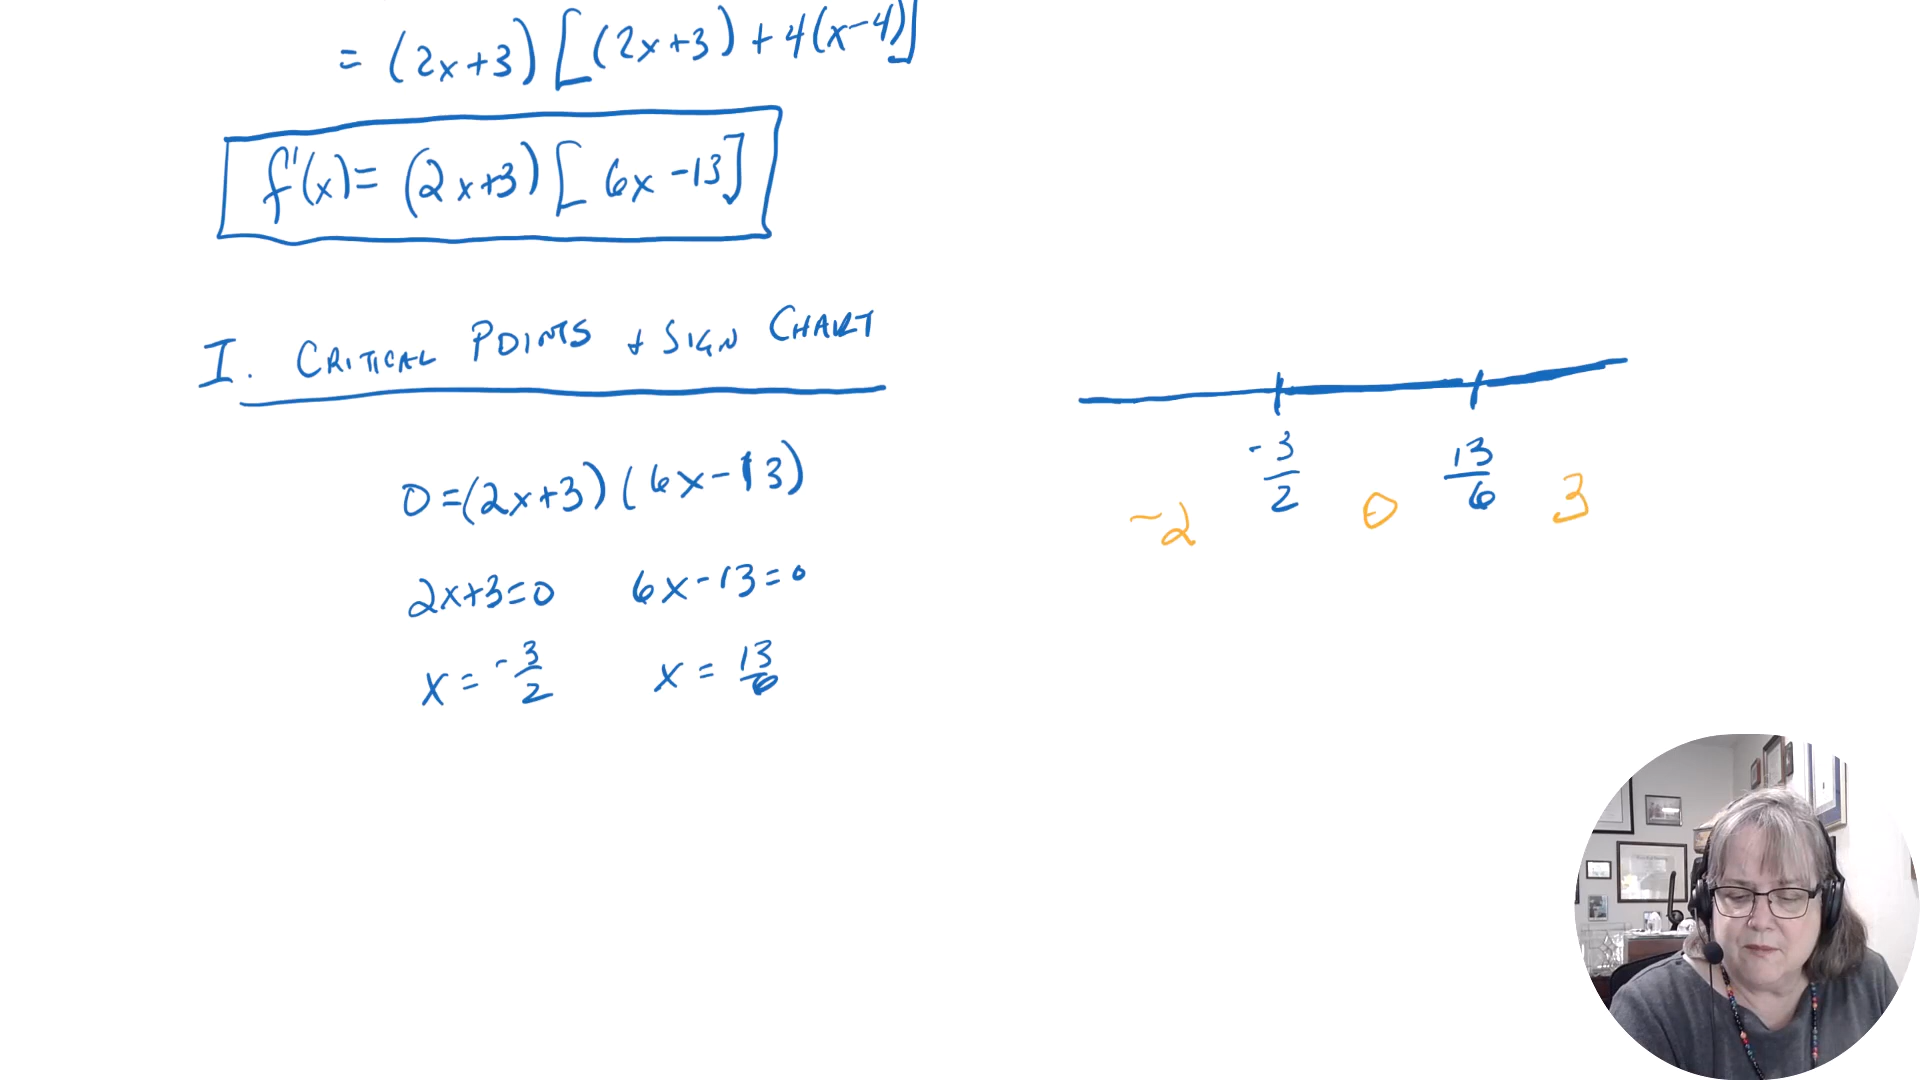 = (2x+3) [(2x+3) + 4(x-4)]
f'(x) = (2x+3) [6x -13]
I. CRITICAL POINTS + SIGN CHART
0 = (2x+3)(6x-13)
2x+3=0 6x-13=0
x = -3/2 x = 13/6
-3/2 13/6
-2 0 3